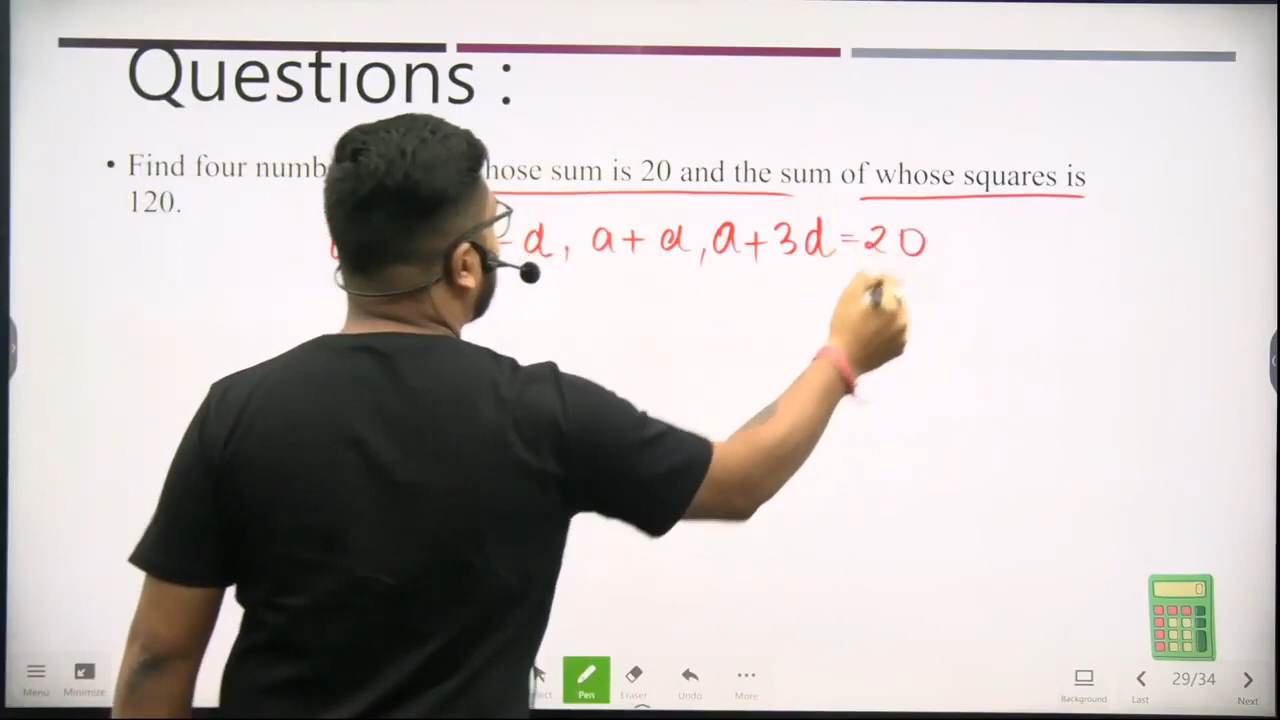 Questions :
• Find four hose sum is 20 and the sum of whose squares is
120.
- d, a + d, a + 3d = 20
0
Menu Minimize Pen Eraser Undo More Background Last 29/34 Next